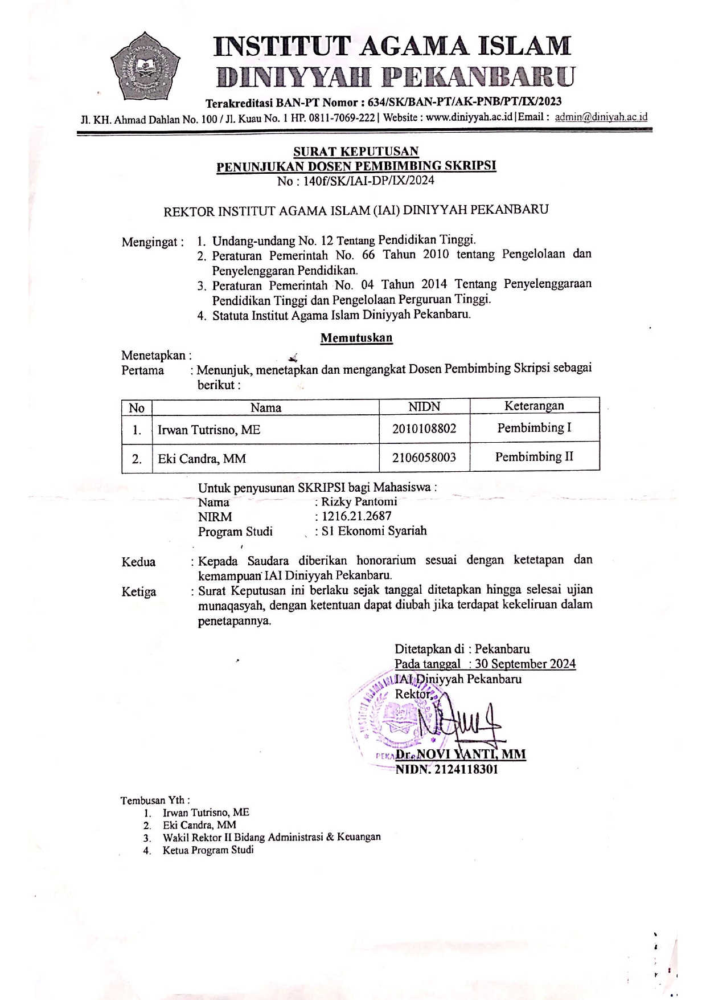 INSTITUT AGAMA ISLAM
DINIYYAH PEKANBARU
Terakreditasi BAN-PT Nomor : 634/SK/BAN-PT/AK-PNB/PT/IX/2023
Jl. KH. Ahmad Dahlan No. 100 / Jl. Kuau No. 1 HP. 0811-7069-222 | Website : www.diniyyah.ac.id | Email : admin@diniyah.ac.id
SURAT KEPUTUSAN
PENUNJUKAN DOSEN PEMBIMBING SKRIPSI
No : 140f/SK/IAI-DP/IX/2024
REKTOR INSTITUT AGAMA ISLAM (IAI) DINIYYAH PEKANBARU
Mengingat : 1. Undang-undang No. 12 Tentang Pendidikan Tinggi.
2. Peraturan Pemerintah No. 66 Tahun 2010 tentang Pengelolaan dan
Penyelenggaran Pendidikan.
3. Peraturan Pemerintah No. 04 Tahun 2014 Tentang Penyelenggaraan
Pendidikan Tinggi dan Pengelolaan Perguruan Tinggi.
4. Statuta Institut Agama Islam Diniyyah Pekanbaru.
Memutuskan
Menetapkan :
Pertama : Menunjuk, menetapkan dan mengangkat Dosen Pembimbing Skripsi sebagai
berikut :
No Nama NIDN Keterangan
1. Irwan Tutrisno, ME 2010108802 Pembimbing I
2. Eki Candra, MM 2106058003 Pembimbing II
Untuk penyusunan SKRIPSI bagi Mahasiswa :
Nama : Rizky Pantomi
NIRM : 1216.21.2687
Program Studi : S1 Ekonomi Syariah
Kedua : Kepada Saudara diberikan honorarium sesuai dengan ketetapan dan
kemampuan IAI Diniyyah Pekanbaru.
Ketiga : Surat Keputusan ini berlaku sejak tanggal ditetapkan hingga selesai ujian
munaqasyah, dengan ketentuan dapat diubah jika terdapat kekeliruan dalam
penetapannya.
Ditetapkan di : Pekanbaru
Pada tanggal : 30 September 2024
IAI Diniyyah Pekanbaru
Rektor,
Dr. NOVI YANTI, MM
NIDN. 2124118301
Tembusan Yth :
1. Irwan Tutrisno, ME
2. Eki Candra, MM
3. Wakil Rektor II Bidang Administrasi & Keuangan
4. Ketua Program Studi